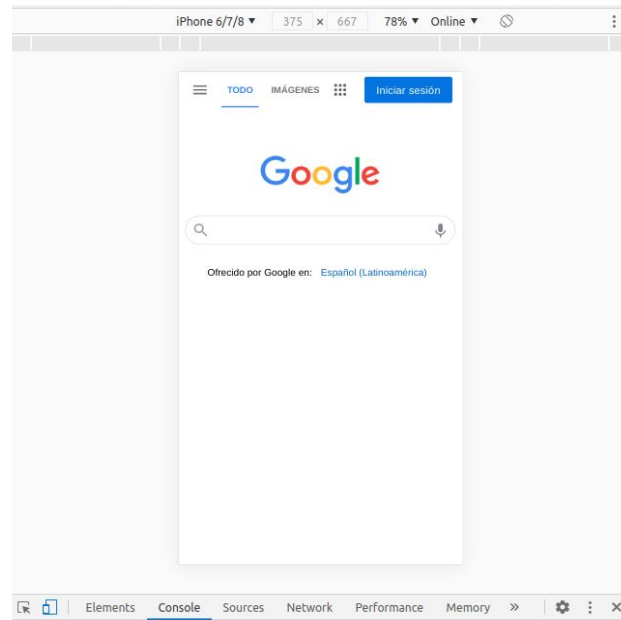 iPhone 6/7/8 ▼ 375 × 667 78% ▼ Online ▼
TODO IMÁGENES Iniciar sesión
Google
Ofrecido por Google en: Español (Latinoamérica)
Elements Console Sources Network Performance Memory »